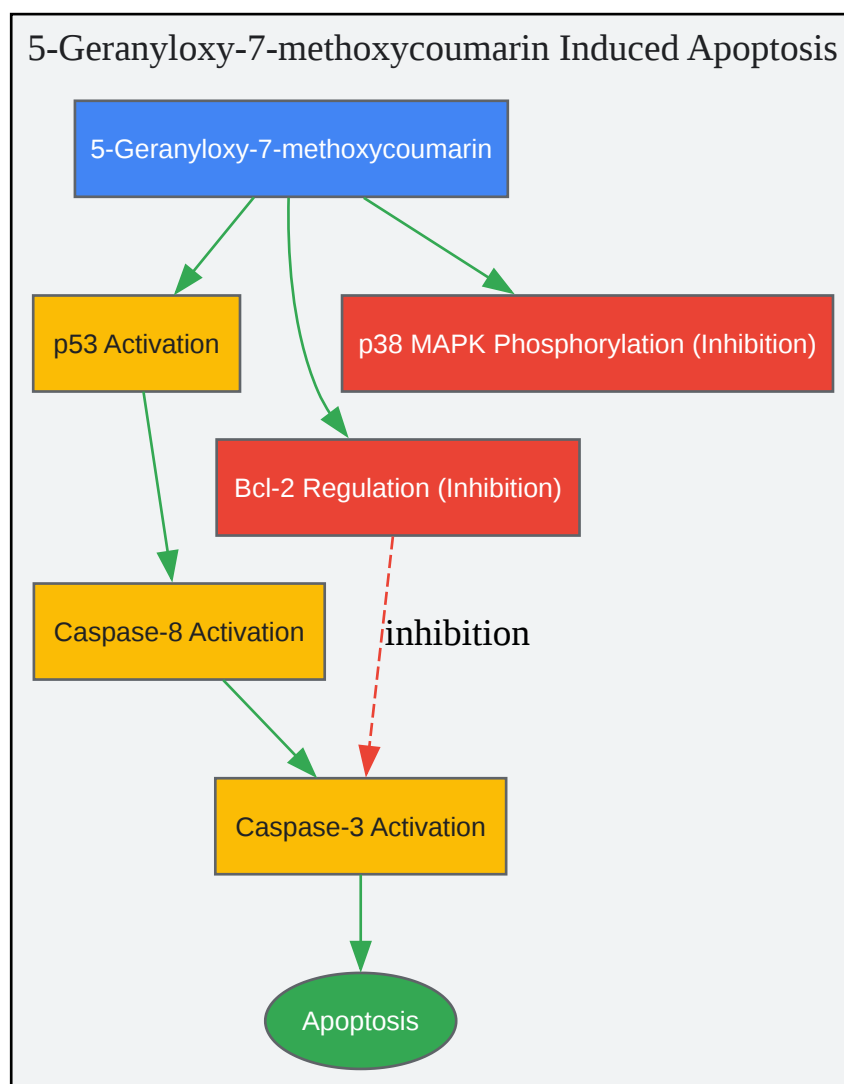 5-Geranyloxy-7-methoxycoumarin Induced Apoptosis
5-Geranyloxy-7-methoxycoumarin
p53 Activation
p38 MAPK Phosphorylation (Inhibition)
Bcl-2 Regulation (Inhibition)
Caspase-8 Activation
inhibition
Caspase-3 Activation
Apoptosis